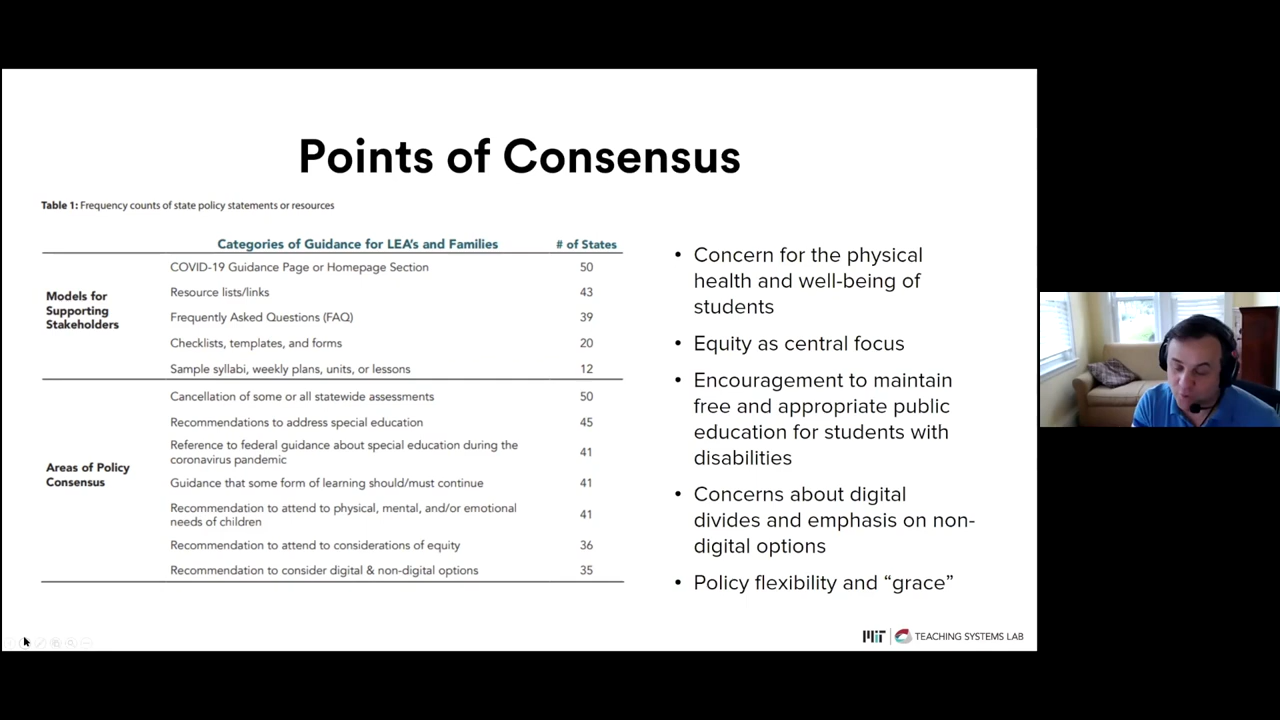 Points of Consensus
Table 1: Frequency counts of state policy statements or resources
Categories of Guidance for LEA's and Families # of States
Models for
Supporting
Stakeholders
COVID-19 Guidance Page or Homepage Section 50
Resource lists/links 43
Frequently Asked Questions (FAQ) 39
Checklists, templates, and forms 20
Sample syllabi, weekly plans, units, or lessons 12
Areas of Policy
Consensus
Cancellation of some or all statewide assessments 50
Recommendations to address special education 45
Reference to federal guidance about special education during the
coronavirus pandemic 41
Guidance that some form of learning should/must continue 41
Recommendation to attend to physical, mental, and/or emotional
needs of children 41
Recommendation to attend to considerations of equity 36
Recommendation to consider digital & non-digital options 35
• Concern for the physical
health and well-being of
students
• Equity as central focus
• Encouragement to maintain
free and appropriate public
education for students with
disabilities
• Concerns about digital
divides and emphasis on non-
digital options
• Policy flexibility and “grace”
MIT TEACHING SYSTEMS LAB